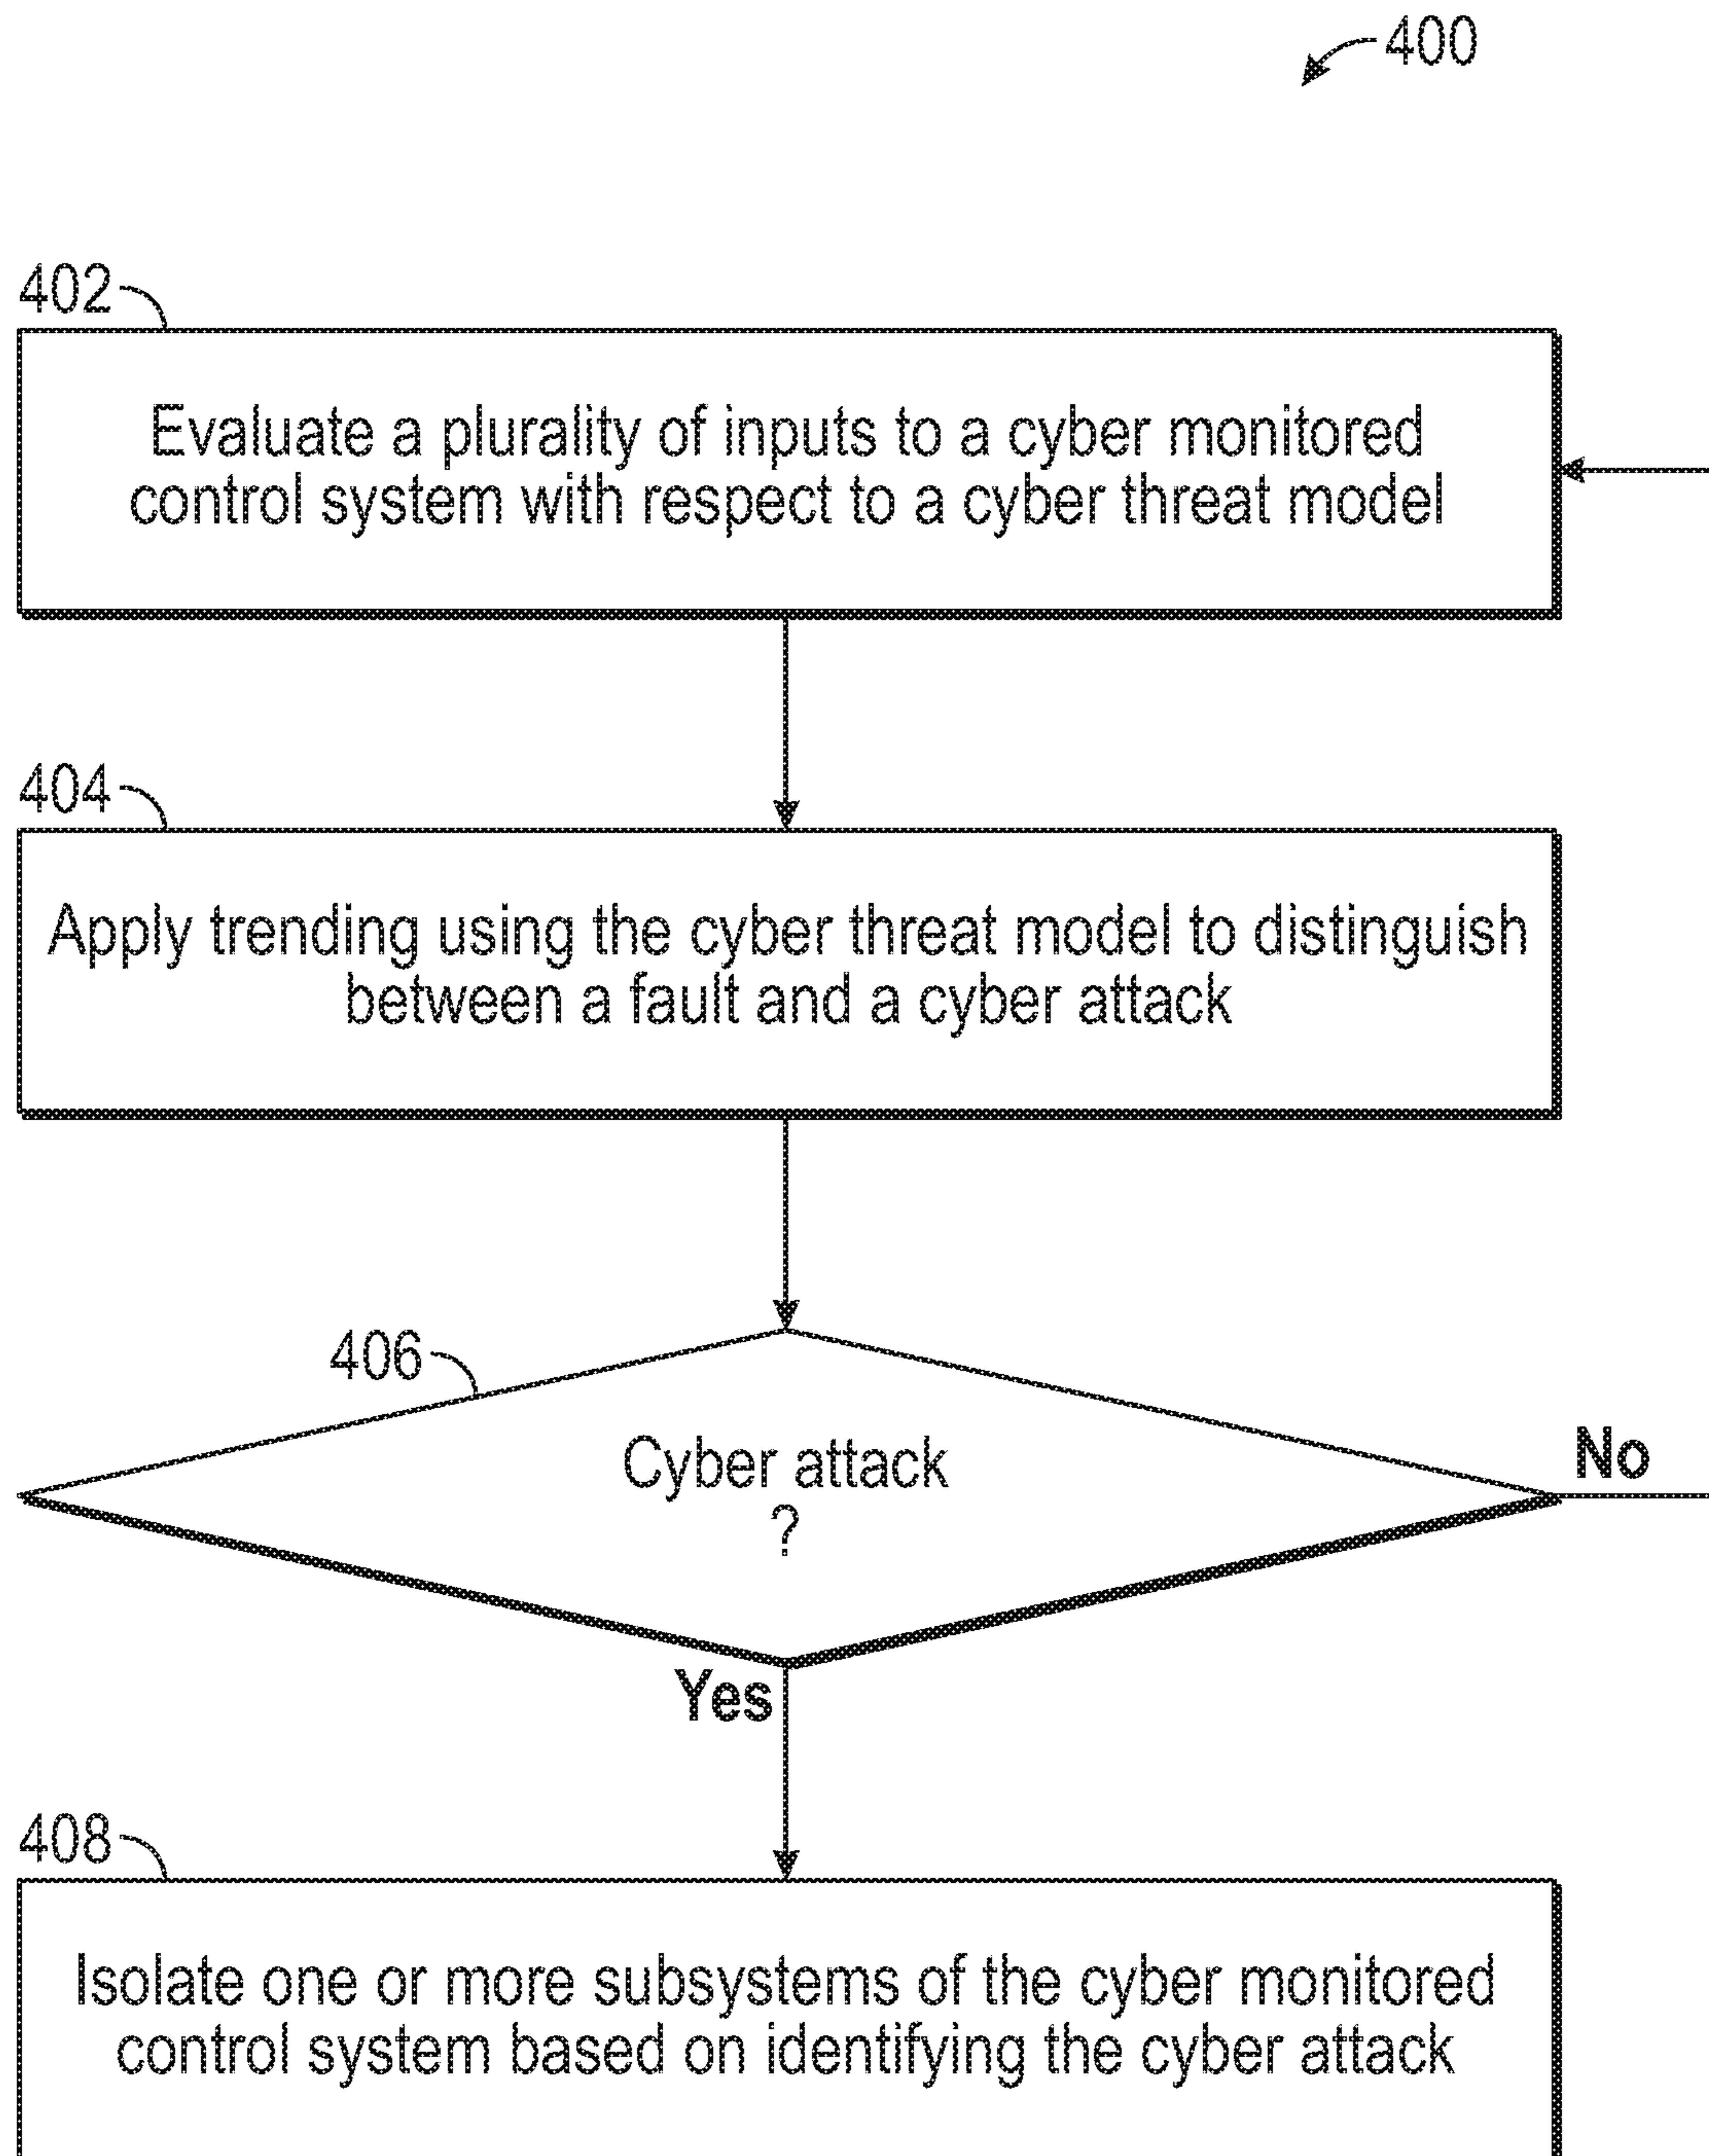 400
402
Evaluate a plurality of inputs to a cyber monitored
control system with respect to a cyber threat model
404
Apply trending using the cyber threat model to distinguish
between a fault and a cyber attack
406
Cyber attack
?
No
Yes
408
Isolate one or more subsystems of the cyber monitored
control system based on identifying the cyber attack